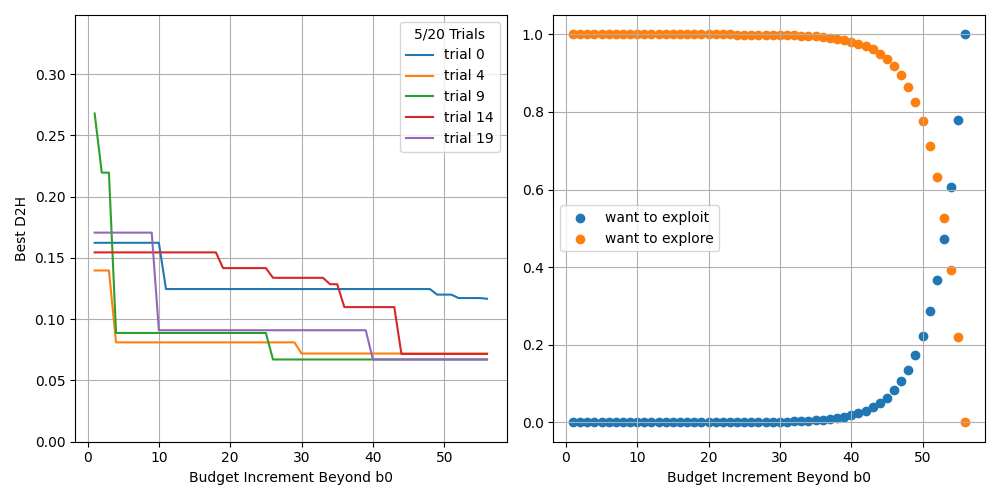 5/20 Trials
trial 0
trial 4
trial 9
trial 14
trial 19
0.30
0.25
0.20
0.15
0.10
0.05
0.00
Best D2H
0 10 20 30 40 50
Budget Increment Beyond b0
1.0
0.8
0.6
0.4
0.2
0.0
want to exploit
want to explore
0 10 20 30 40 50
Budget Increment Beyond b0